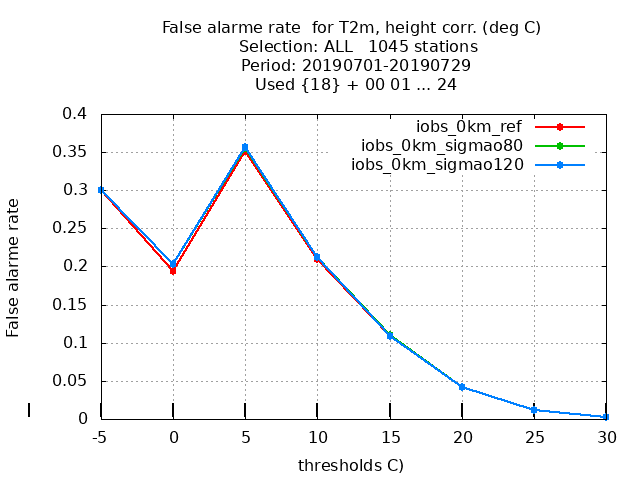 False alarme rate  for T2m, height corr. (deg C)
Selection: ALL   1045 stations
Period: 20190701-20190729
Used {18} + 00 01 ... 24
iobs_0km_ref
iobs_0km_sigmao80
iobs_0km_sigmao120
False alarme rate
0.4
0.35
0.3
0.25
0.2
0.15
0.1
0.05
0
-5 0 5 10 15 20 25 30
thresholds C)